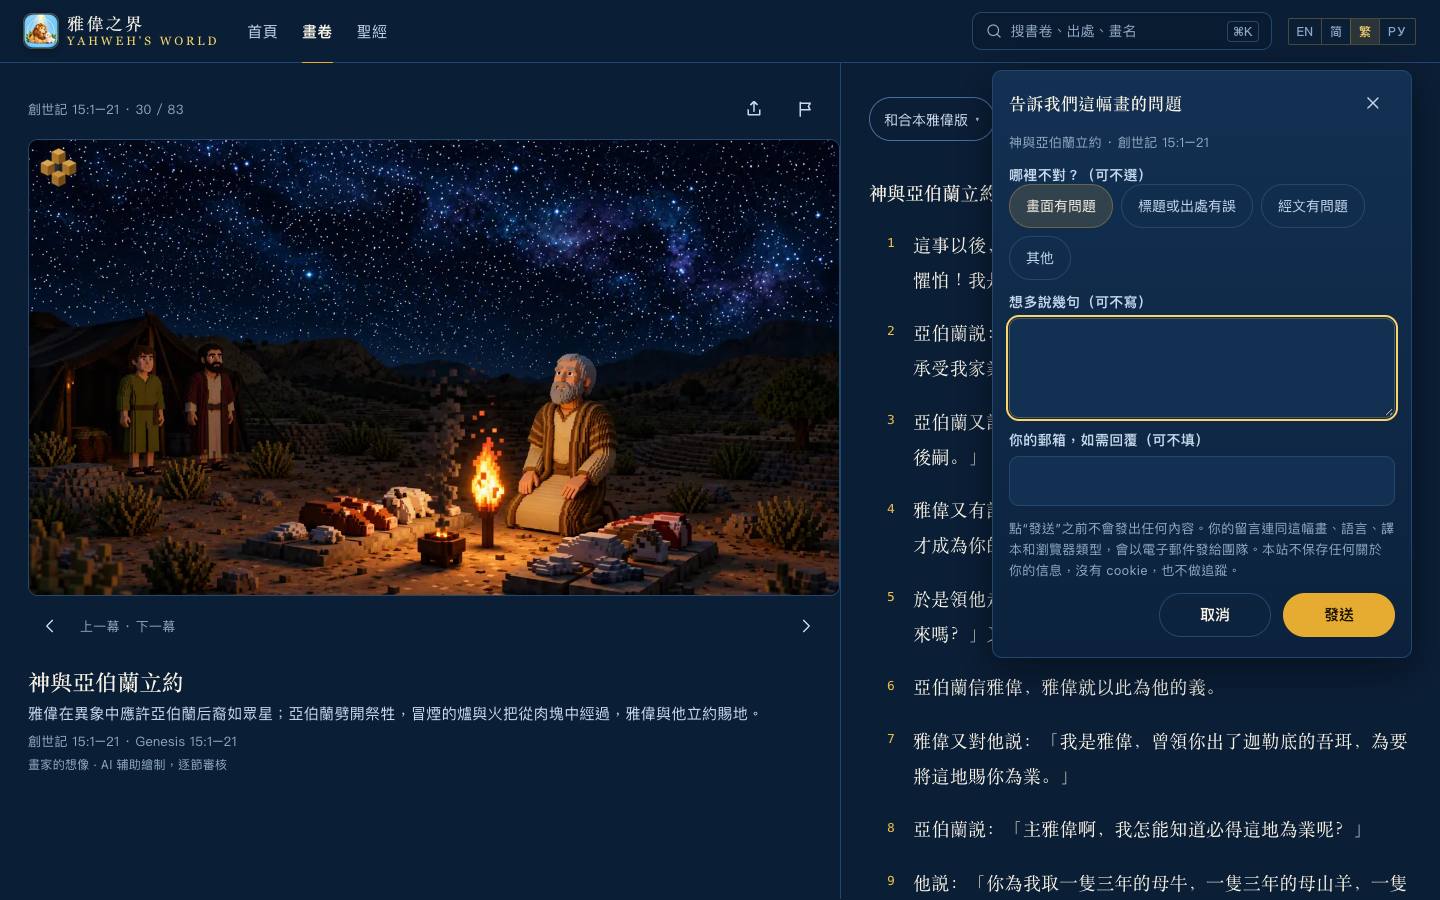 雅偉之界
YAHWEH'S WORLD
首頁
畫卷
聖經
搜書卷、出處、畫名
⌘K
EN
简
繁
РУ
創世記 15:1–21 · 30 / 83
上一幕 · 下一幕
神與亞伯蘭立約
雅偉在異象中應許亞伯蘭后裔如眾星；亞伯蘭劈開祭牲，冒煙的爐與火把從肉塊中經過，雅偉與他立約賜地。
創世記 15:1–21 · Genesis 15:1–21
畫家的想像 · AI 辅助繪制，逐節審核
和合本雅偉版
神與亞伯蘭立約
1 這事以後、
懼怕！我
2 亞伯蘭說：
承受我家
3 亞伯蘭又
後嗣。」
4 雅偉又有
才成為你
5 於是領他
來嗎？」
6 亞伯蘭信雅偉，雅偉就以此為他的義。
7 雅偉又對他説：「我是雅偉，曾領你出了迦勒底的吾珥，為要
將這地賜你為業。」
8 亞伯蘭説：「主雅偉啊，我怎能知道必得這地為業呢？」
9 他説：「你為我取一隻三年的母牛，一隻三年的母山羊，一隻
告訴我們這幅畫的問題
神與亞伯蘭立約 · 創世記 15:1–21
哪裡不對？（可不選）
畫面有問題
標題或出處有誤
經文有問題
其他
想多說幾句（可不寫）
你的郵箱，如需回覆（可不填）
點“發送”之前不會發出任何內容。你的留言連同這幅畫、語言、譯
本和瀏覽器類型，會以電子郵件發給團隊。本站不保存任何關於
你的信息，沒有 cookie，也不做追蹤。
取消
發送